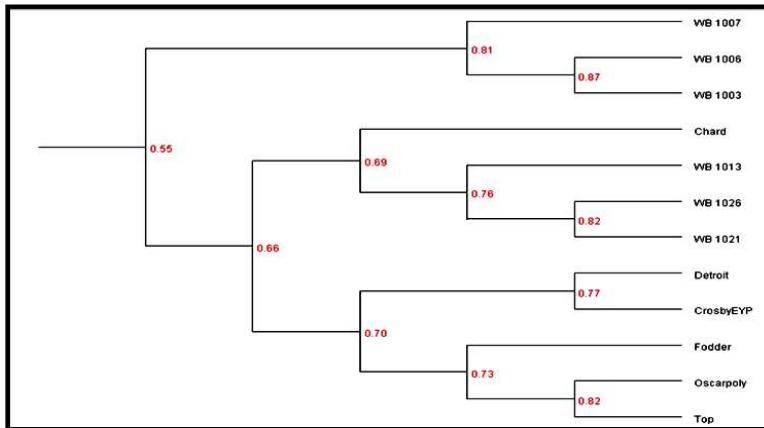 WB 1007
0.81
WB 1006
0.87
WB 1003
Chard
0.55
0.69
WB 1013
0.76
WB 1026
0.82
WB 1021
0.66
Detroit
0.77
CrosbyEYP
0.70
Fodder
0.73
Oscarpoly
0.82
Top